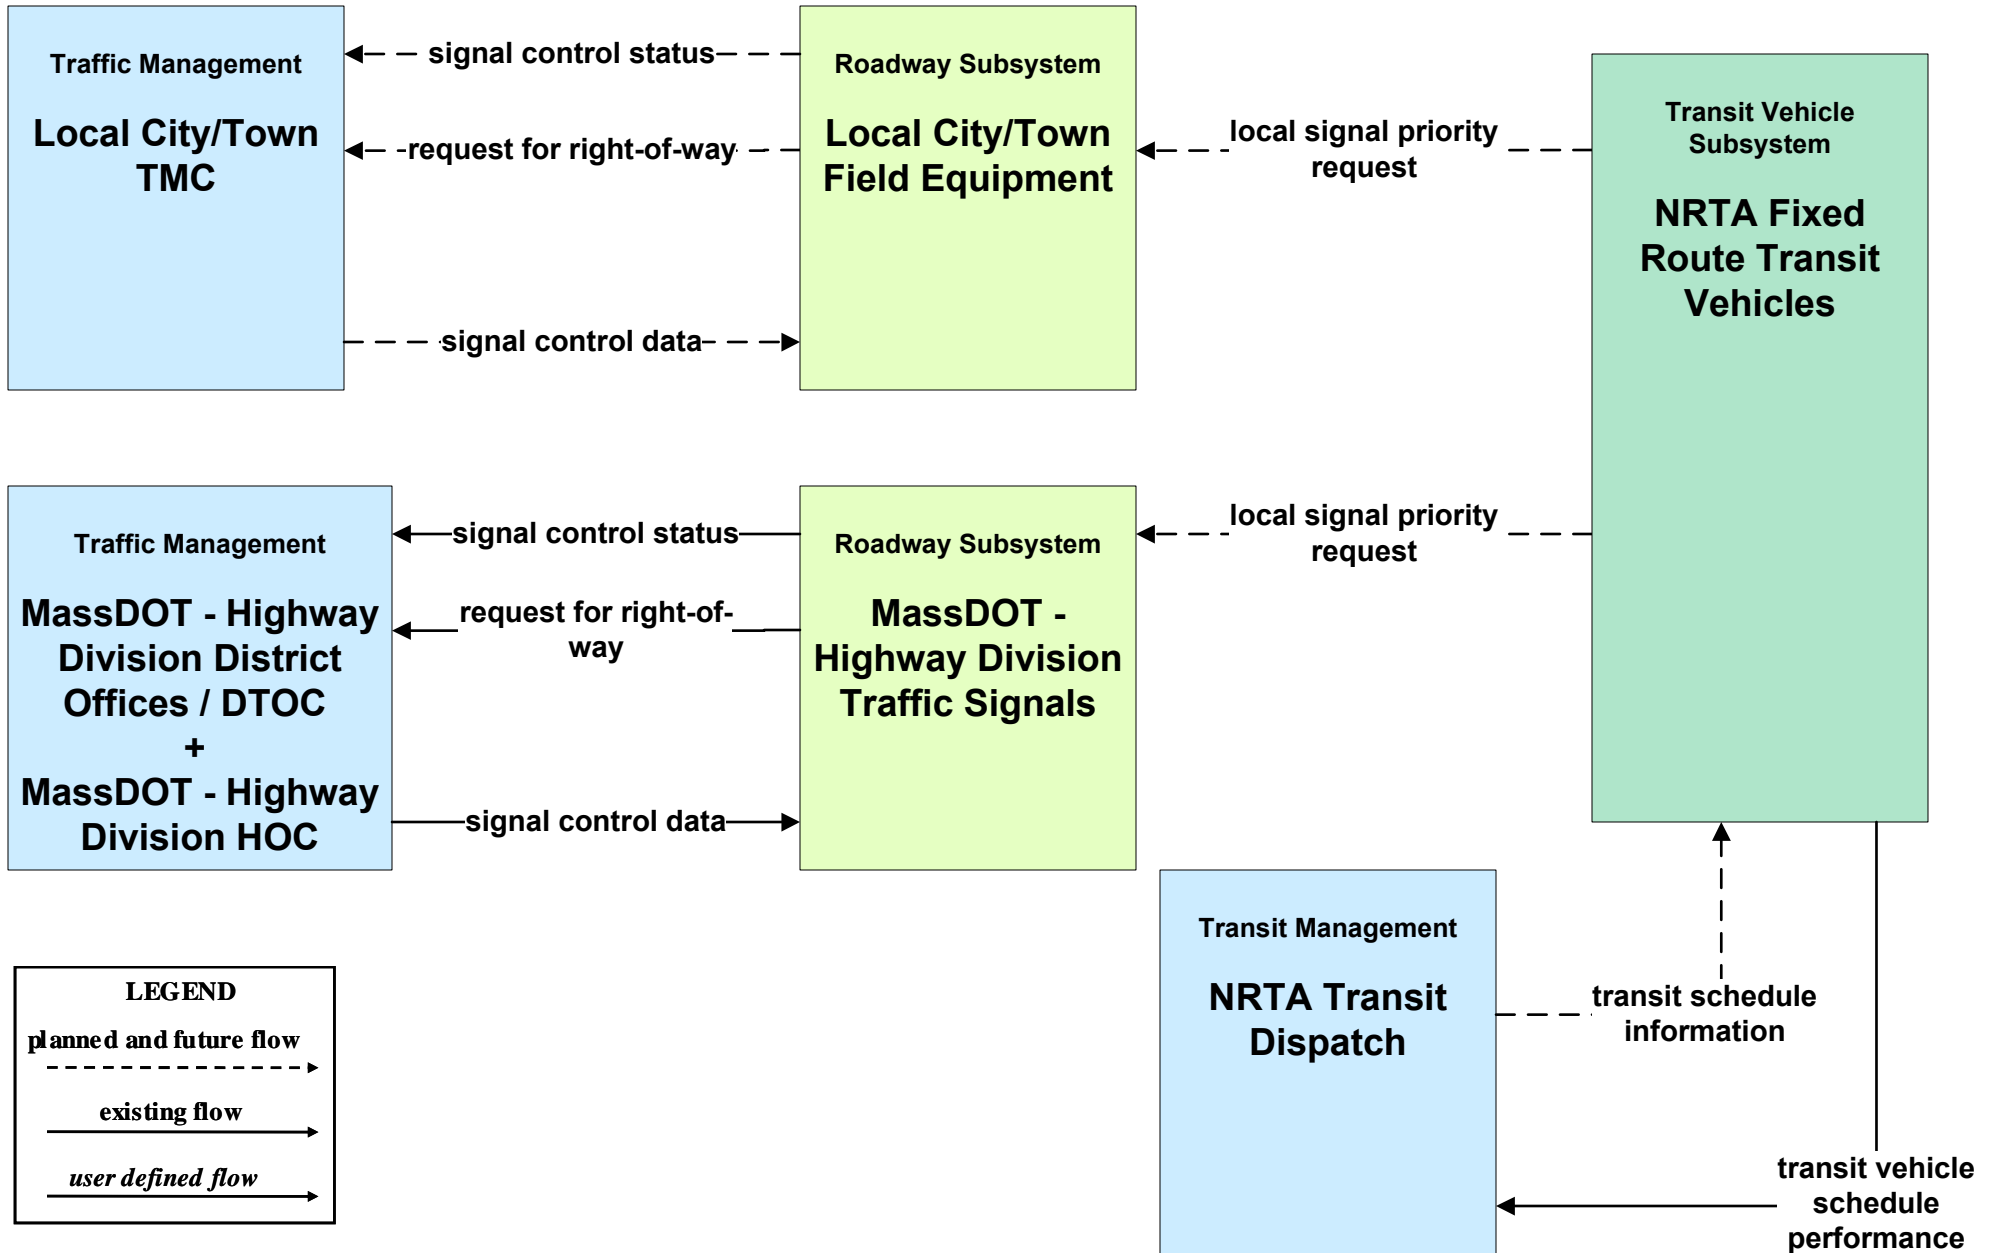 Traffic Management
Local City/Town
TMC
signal control status
request for right-of-way
signal control data
Roadway Subsystem
Local City/Town
Field Equipment
local signal priority
request
Transit Vehicle
Subsystem
NRTA Fixed
Route Transit
Vehicles
Traffic Management
MassDOT - Highway
Division District
Offices / DTOC
+
MassDOT - Highway
Division HOC
signal control status
request for right-of-
way
signal control data
Roadway Subsystem
MassDOT -
Highway Division
Traffic Signals
local signal priority
request
Transit Management
NRTA Transit
Dispatch
transit schedule
information
transit vehicle
schedule
performance
LEGEND
planned and future flow
existing flow
user defined flow